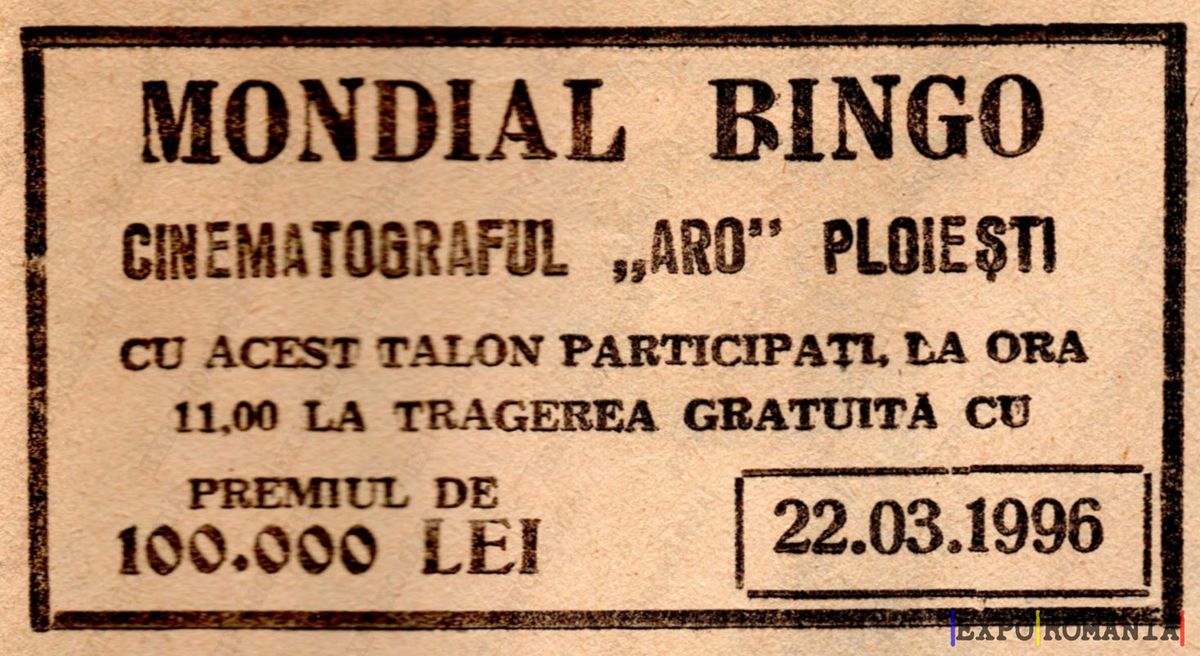 MONDIAL BINGO
CINEMATOGRAFUL „ARO” PLOIEŞTI
CU ACEST TALON PARTICIPAŢI, LA ORA
11,00 LA TRAGEREA GRATUITĂ CU
PREMIUL DE
100.000 LEI
22.03.1996
EXPO ROMANIA